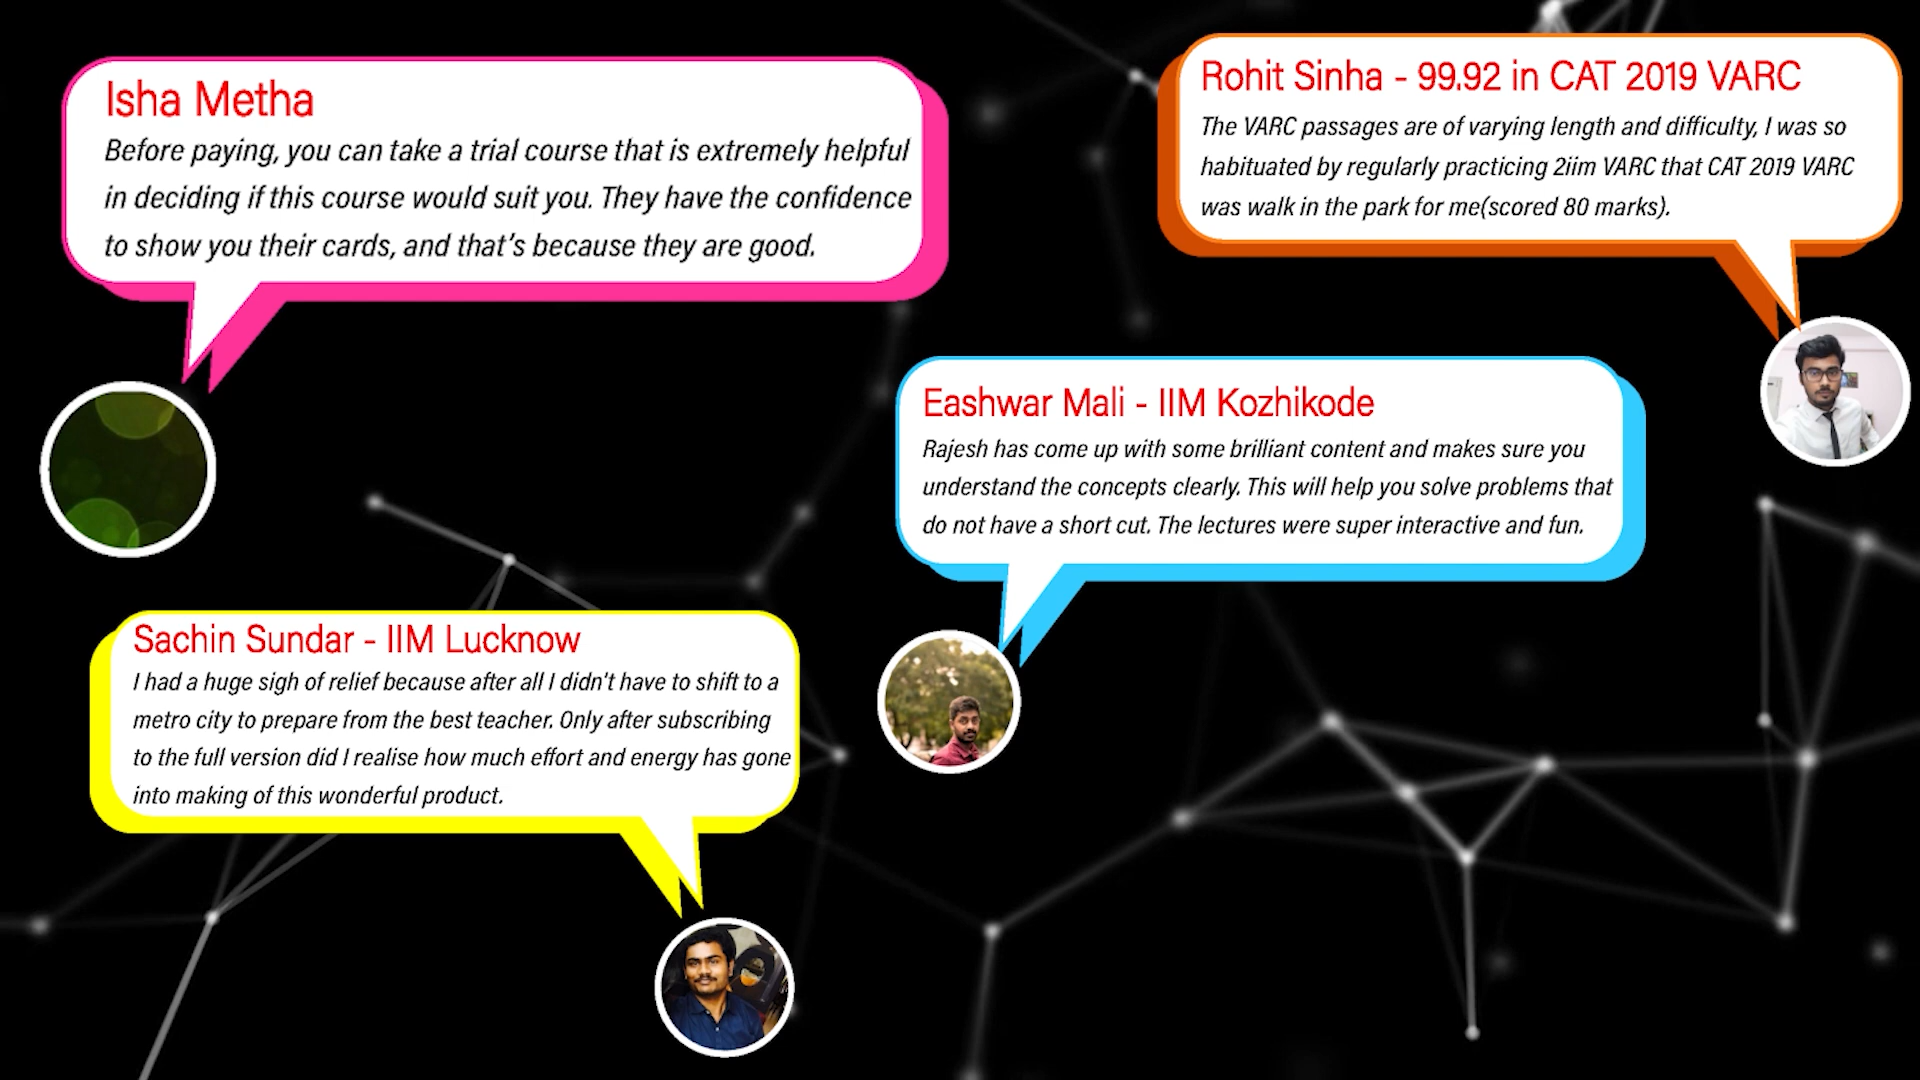 Isha Metha
Before paying, you can take a trial course that is extremely helpful
in deciding if this course would suit you. They have the confidence
to show you their cards, and that's because they are good.
Rohit Sinha - 99.92 in CAT 2019 VARC
The VARC passages are of varying length and difficulty, I was so
habituated by regularly practicing 2iim VARC that CAT 2019 VARC
was walk in the park for me(scored 80 marks).
Eashwar Mali - IIM Kozhikode
Rajesh has come up with some brilliant content and makes sure you
understand the concepts clearly. This will help you solve problems that
do not have a short cut. The lectures were super interactive and fun.
Sachin Sundar - IIM Lucknow
I had a huge sigh of relief because after all I didn't have to shift to a
metro city to prepare from the best teacher. Only after subscribing
to the full version did I realise how much effort and energy has gone
into making of this wonderful product.